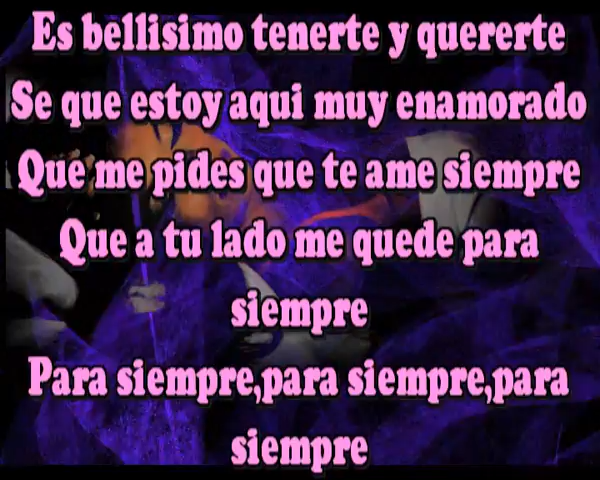 Es bellisimo tenerte y quererte
Se que estoy aqui muy enamorado
Que me pides que te ame siempre
Que a tu lado me quede para
siempre
Para siempre,para siempre,para
siempre